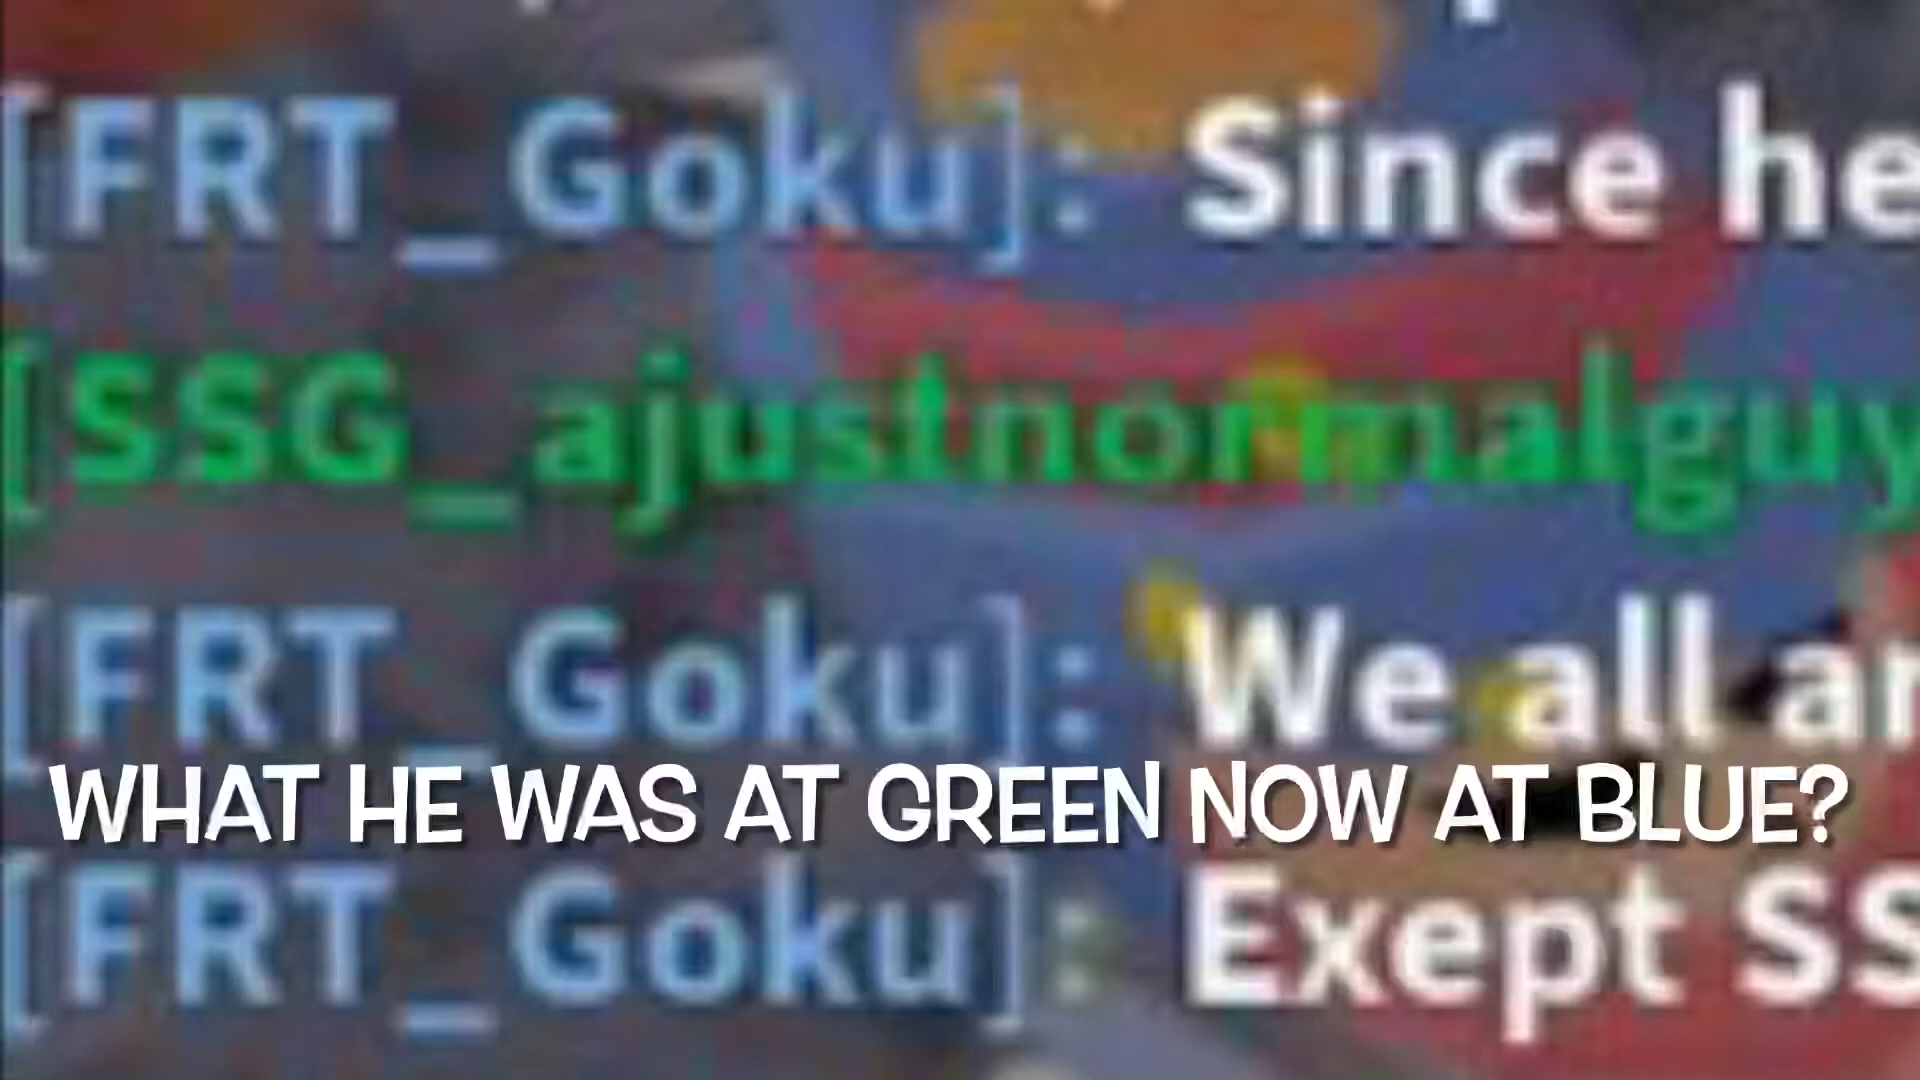 [FRT_Goku]: Since he
[SSG_ajustnormalguy
[FRT_Goku]: We all ar
WHAT HE WAS AT GREEN NOW AT BLUE?
[FRT_Goku]: Exept SS